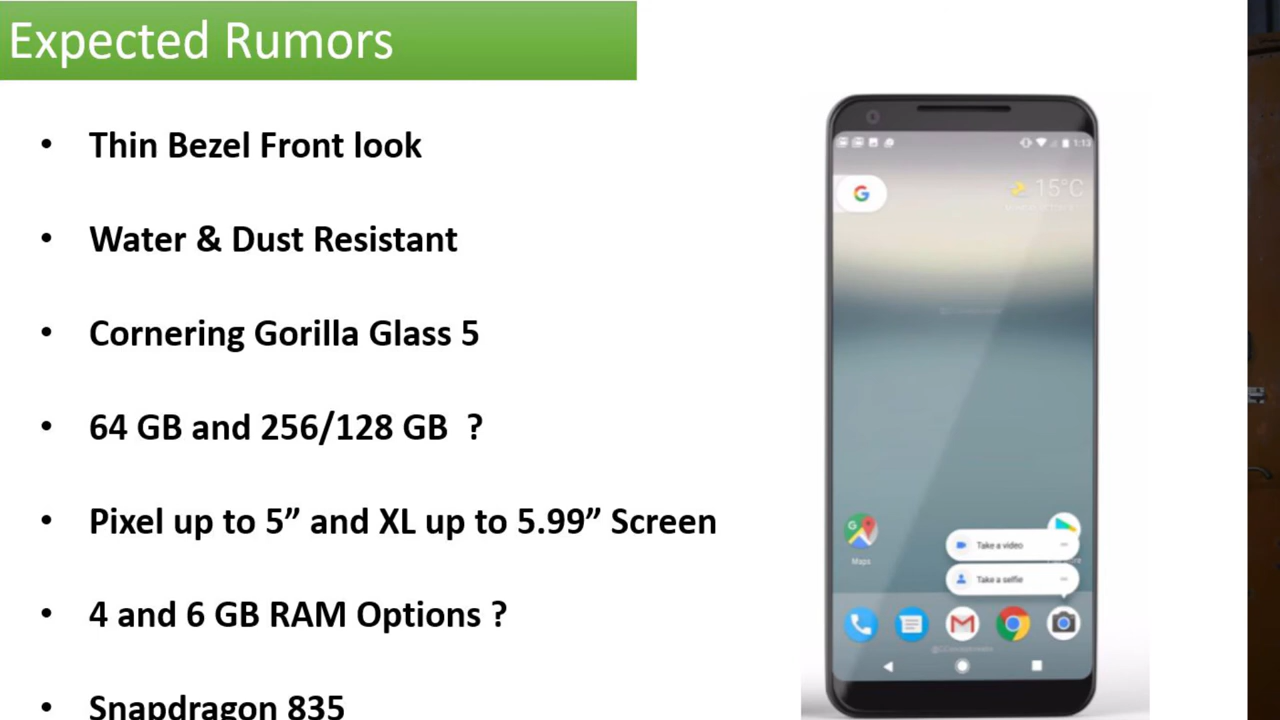 Expected Rumors
• Thin Bezel Front look
• Water & Dust Resistant
• Cornering Gorilla Glass 5
• 64 GB and 256/128 GB ?
• Pixel up to 5” and XL up to 5.99” Screen
• 4 and 6 GB RAM Options ?
• Snapdragon 835
1:13
G
15°C
Take a video
Maps
Take a selfie